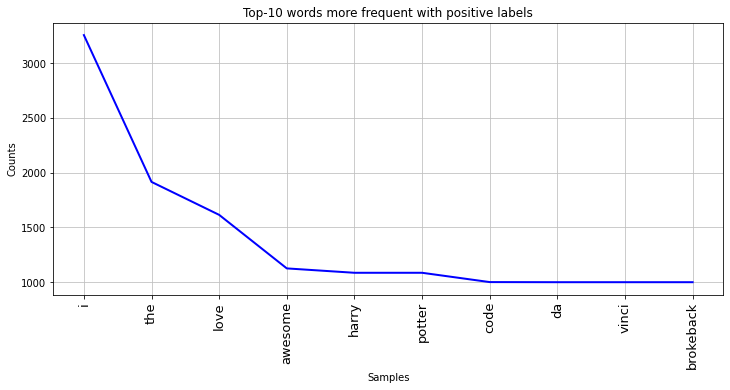 Top-10 words more frequent with positive labels
Counts
3000
2500
2000
1500
1000
i
the
love
awesome
harry
potter
code
da
vinci
brokeback
Samples